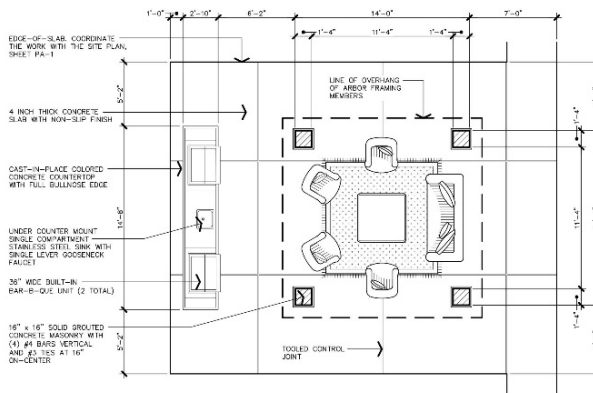 1'-0" 2'-10" 6'-2" 14'-0" 7'-0"
1'-4" 11'-4" 1'-4"
EDGE-OF-SLAB. COORDINATE
THE WORK WITH THE SITE PLAN,
SHEET PA-1
5'-2"
LINE OF OVERHANG
OF ARBOR FRAMING
MEMBERS
4 INCH THICK CONCRETE
SLAB WITH NON-SLIP FINISH
1'-4"
CAST-IN-PLACE COLORED
CONCRETE COUNTERTOP
WITH FULL BULLNOSE EDGE
14'-8"
11'-4"
UNDER COUNTER MOUNT
SINGLE COMPARTMENT
STAINLESS STEEL SINK WITH
SINGLE LEVER GOOSENECK
FAUCET
36" WIDE BUILT-IN
BAR-B-QUE UNIT (2 TOTAL)
1'-4"
16" x 16" SOLID GROUTED
CONCRETE MASONRY WITH
(4) #4 BARS VERTICAL
AND #3 TIES AT 16"
ON-CENTER
5'-2"
TOOLED CONTROL
JOINT